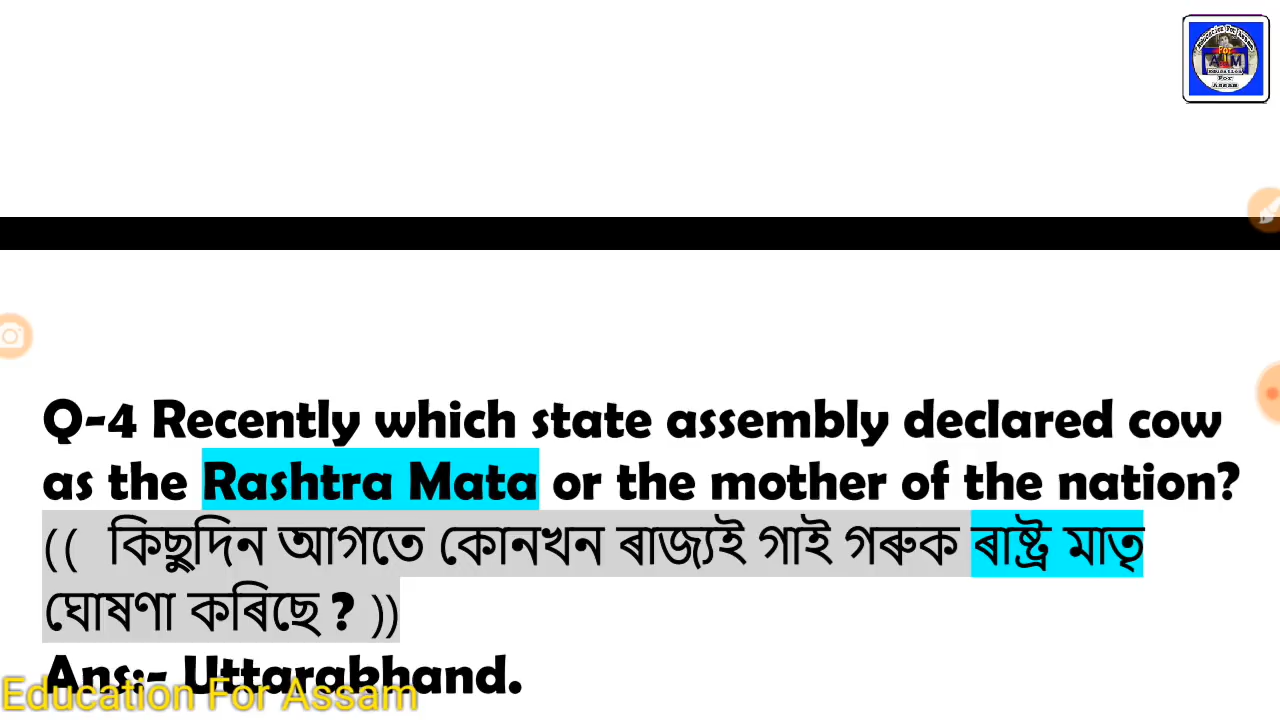 Q-4 Recently which state assembly declared cow
as the Rashtra Mata or the mother of the nation?
(( কিছুদিন আগতে কোনখন ৰাজ্যই গাই গৰুক ৰাষ্ট্ৰ মাতৃ
ঘোষণা কৰিছে ? ))
Ans:- Uttarakhand.
Education For Assam